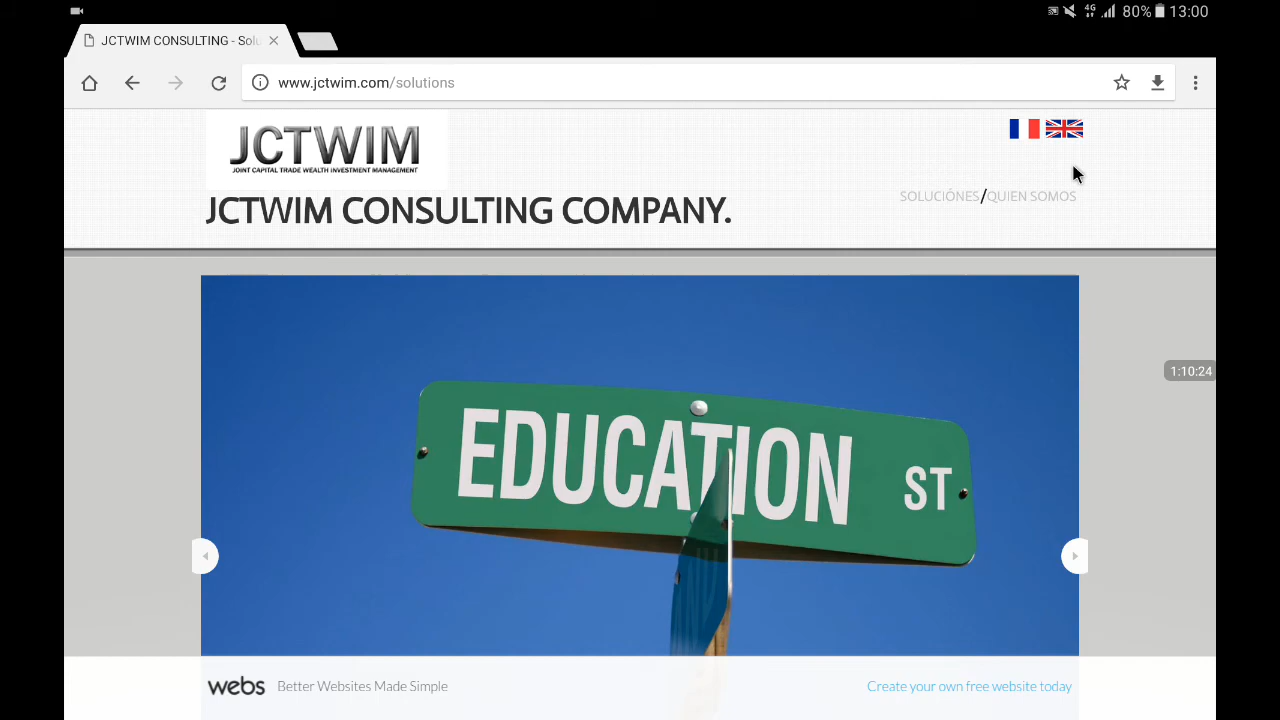 4G 80% 13:00
JCTWIM CONSULTING - Solu
www.jctwim.com/solutions
JCTWIM
JOINT CAPITAL TRADE WEALTH INVESTMENT MANAGEMENT
JCTWIM CONSULTING COMPANY.
SOLUCIÓNES/QUIEN SOMOS
1:10:24
EDUCATION ST
webs Better Websites Made Simple
Create your own free website today